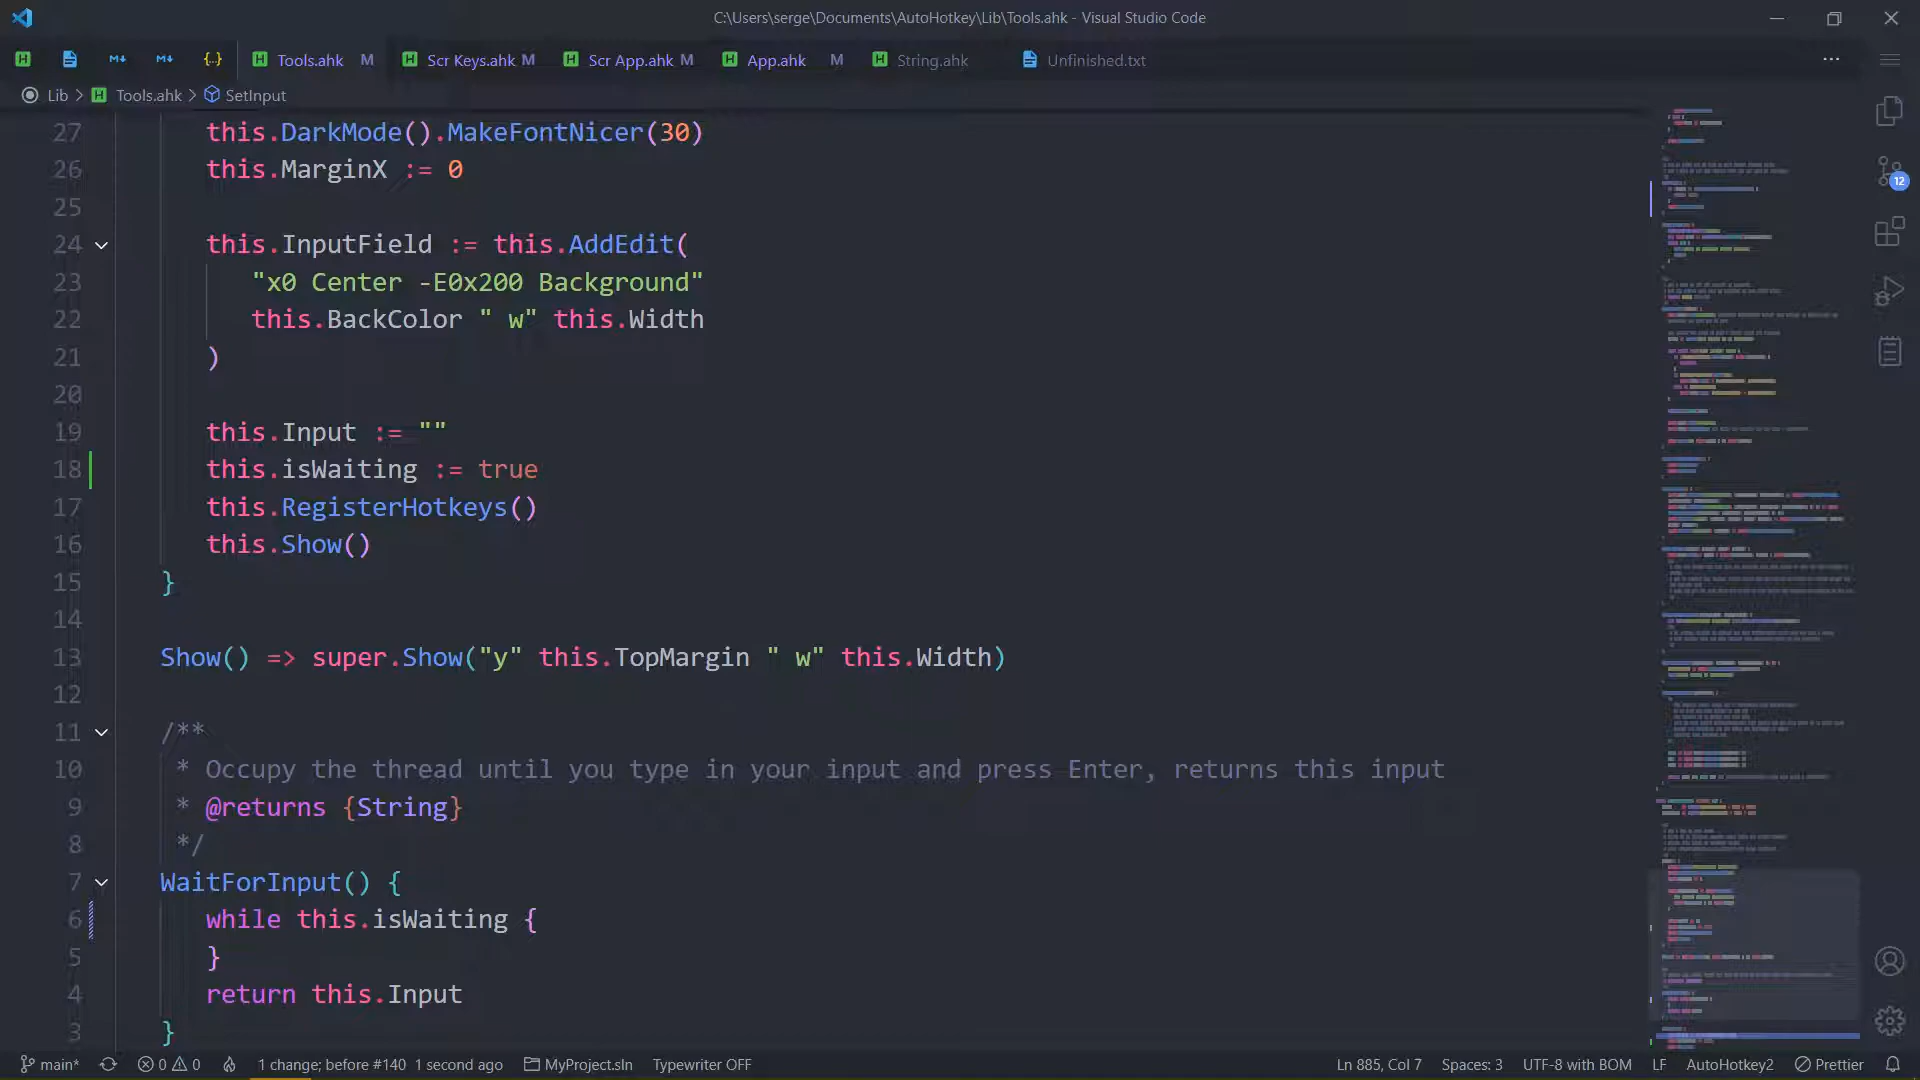 C:\Users\serge\Documents\AutoHotkey\Lib\Tools.ahk - Visual Studio Code
Tools.ahk M Scr Keys.ahk M Scr App.ahk M App.ahk M String.ahk Unfinished.txt ...
Lib > Tools.ahk > SetInput
27 this.DarkMode().MakeFontNicer(30)
26 this.MarginX := 0
25
24 this.InputField := this.AddEdit(
23 "x0 Center -E0x200 Background"
22 this.BackColor " w" this.Width
21 )
20
19 this.Input := ""
18 this.isWaiting := true
17 this.RegisterHotkeys()
16 this.Show()
15 }
14
13 Show() => super.Show("y" this.TopMargin " w" this.Width)
12
11 /**
10 * Occupy the thread until you type in your input and press Enter, returns this input
9 * @returns {String}
8 */
7 WaitForInput() {
6 while this.isWaiting {
5 }
4 return this.Input
3 }
12
main* 0 0 1 change; before #140 1 second ago MyProject.sln Typewriter OFF Ln 885, Col 7 Spaces: 3 UTF-8 with BOM LF AutoHotkey2 Prettier